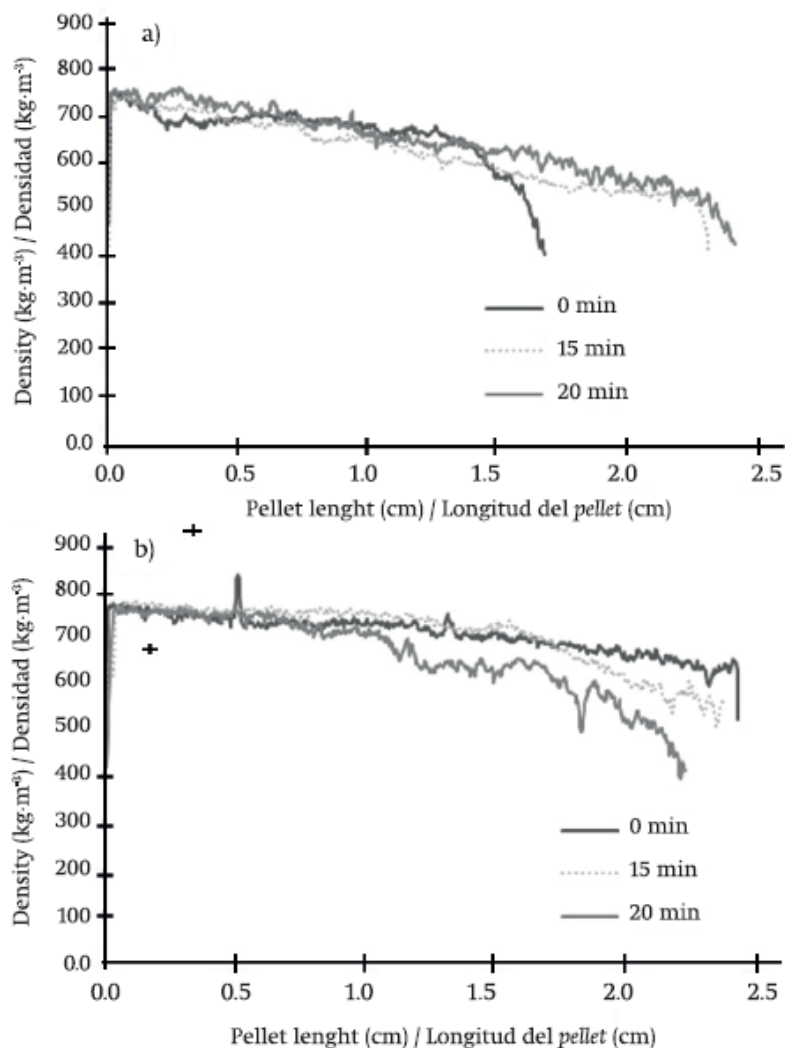 a)
Density (kg·m⁻³) / Densidad (kg·m⁻³)
900
800
700
600
500
400
300
200
100
0.0
0 min
15 min
20 min
0.0 0.5 1.0 1.5 2.0 2.5
Pellet lenght (cm) / Longitud del pellet (cm)
b)
Density (kg·m⁻³) / Densidad (kg·m⁻³)
900
800
700
600
500
400
300
200
100
0.0
0 min
15 min
20 min
0.0 0.5 1.0 1.5 2.0 2.5
Pellet lenght (cm) / Longitud del pellet (cm)